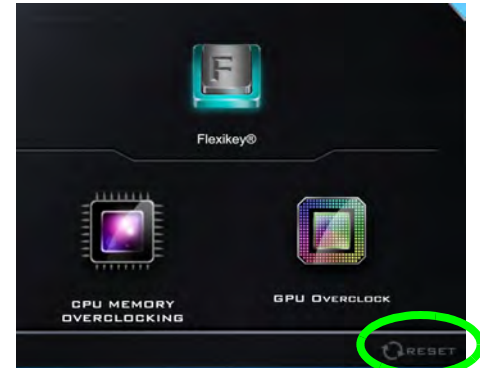 F
Flexikey®
CPU MEMORY
OVERCLOCKING
GPU OVERCLOCK
RESET